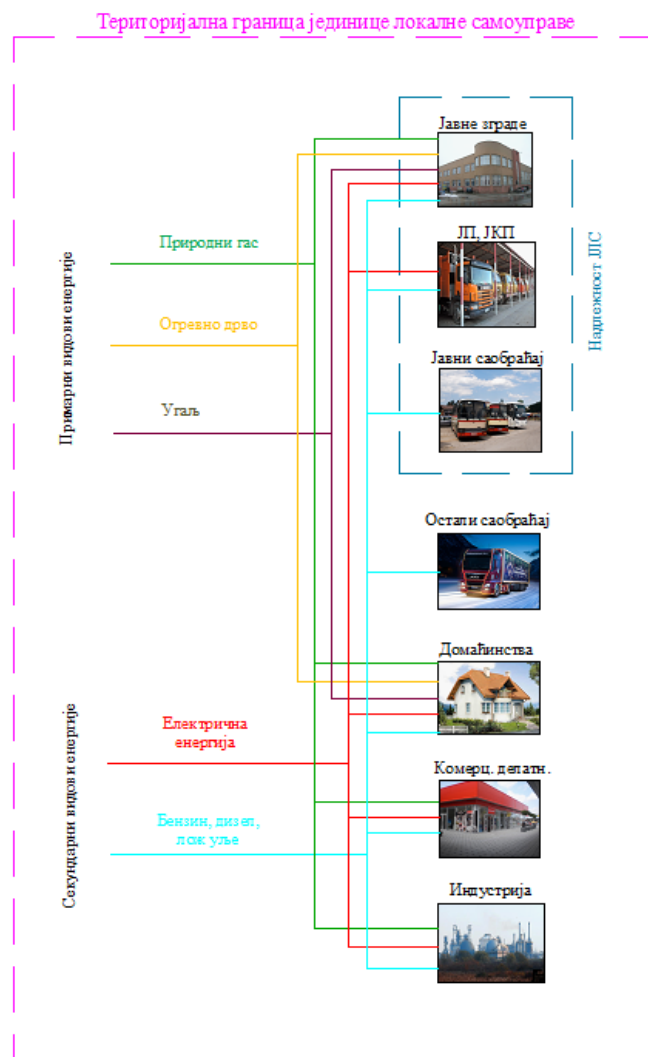 Територијална граница јединице локалне самоуправе
Јавне зграде
Природни гас
ЈП, ЈКП
Надлежност ЈЛС
Примарни видови енергије
Огревно дрво
Јавни саобраћај
Угаљ
Остали саобраћај
Домаћинства
Секундарни видови енергије
Електрична
енергија
Комерц. делатн.
Бензин, дизел,
лож уље
Индустрија